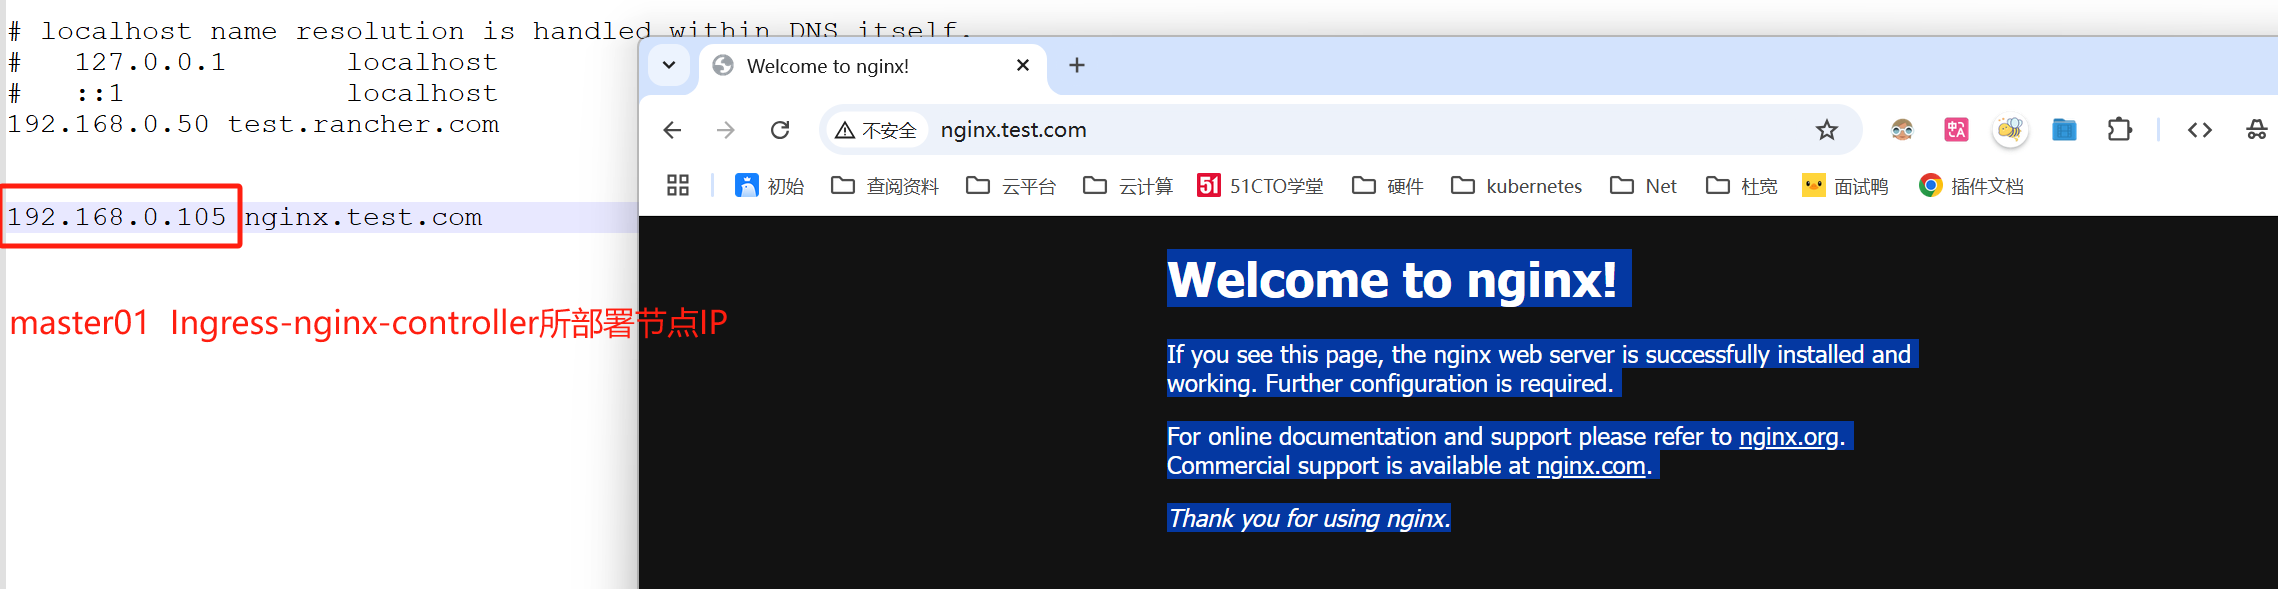 # localhost name resolution is handled within DNS itself.
#   127.0.0.1       localhost
#   ::1             localhost
192.168.0.50 test.rancher.com
192.168.0.105 nginx.test.com
master01  Ingress-nginx-controller所部署节点IP
Welcome to nginx!
不安全 nginx.test.com
初始 查阅资料 云平台 云计算 51 51CTO学堂 硬件 kubernetes Net 杜宽 面试鸭 插件文档
Welcome to nginx!
If you see this page, the nginx web server is successfully installed and
working. Further configuration is required.
For online documentation and support please refer to nginx.org.
Commercial support is available at nginx.com.
Thank you for using nginx.